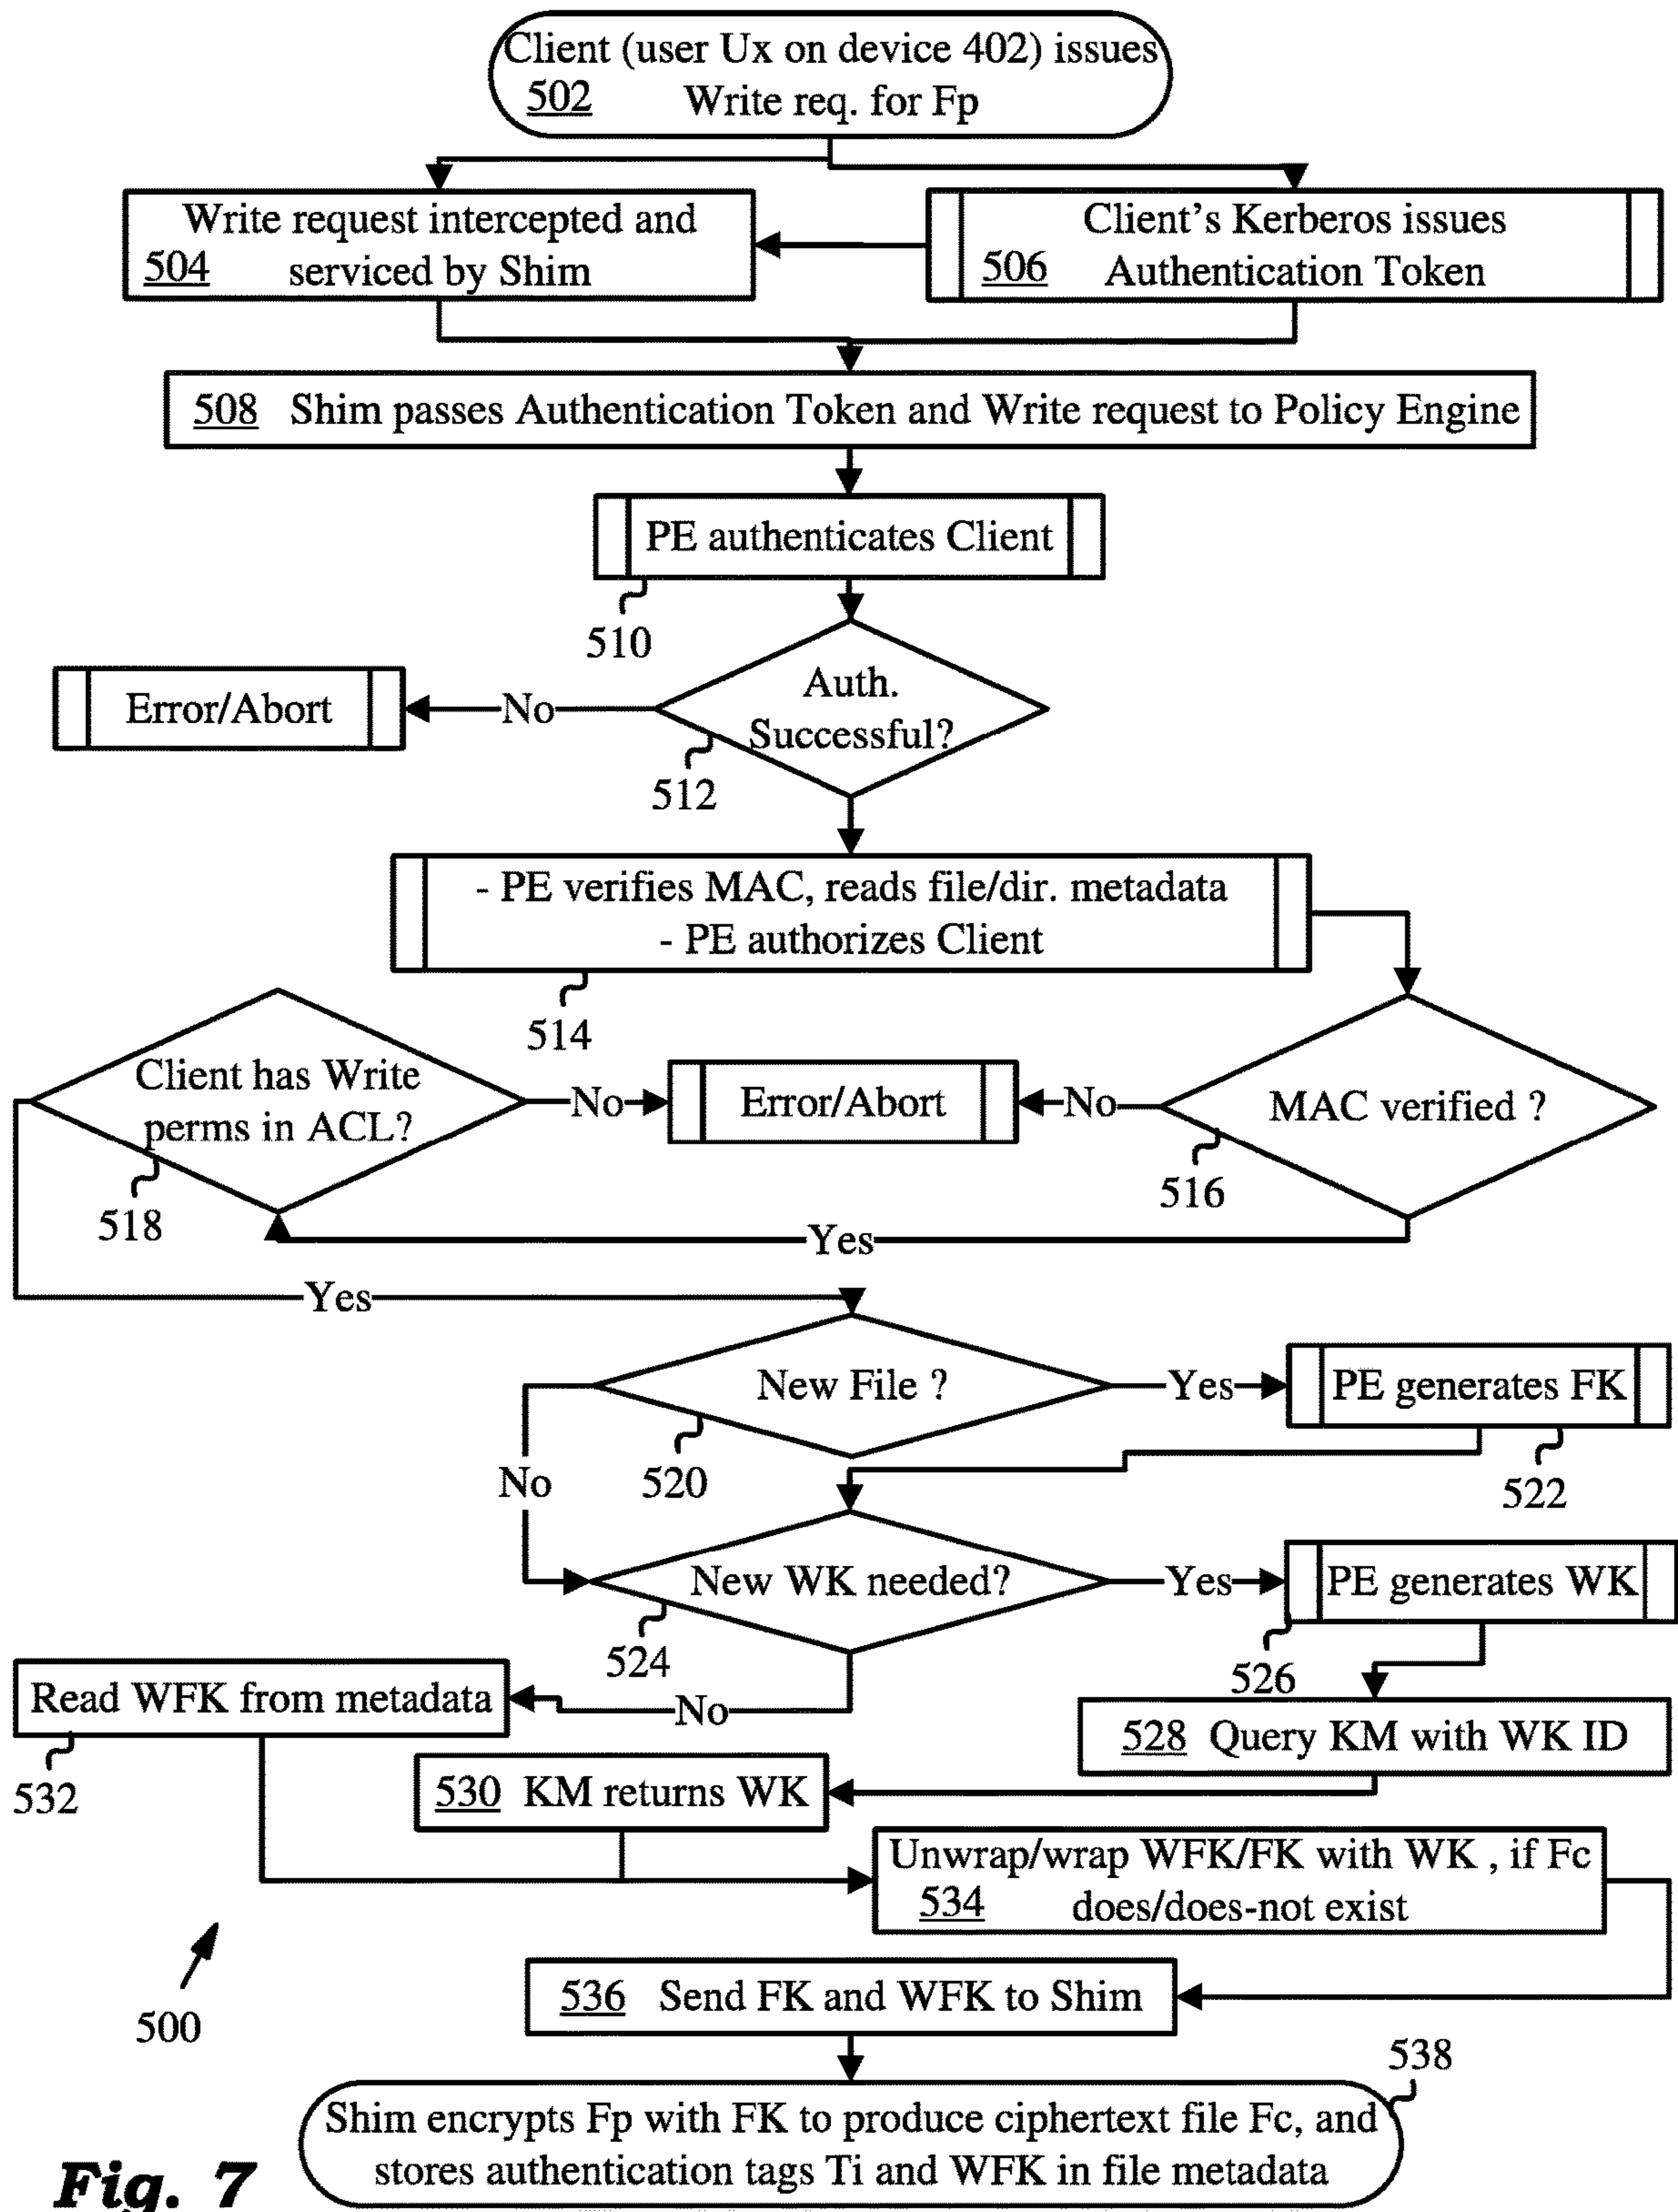 Client (user Ux on device 402) issues
502 Write req. for Fp
Write request intercepted and
504 serviced by Shim
Client's Kerberos issues
506 Authentication Token
508 Shim passes Authentication Token and Write request to Policy Engine
PE authenticates Client
510
Auth.
Successful?
512
No
Error/Abort
- PE verifies MAC, reads file/dir. metadata
- PE authorizes Client
514
Client has Write
perms in ACL?
518
No
Error/Abort
No
MAC verified ?
516
Yes
Yes
New File ?
520
Yes
PE generates FK
522
No
New WK needed?
524
Yes
PE generates WK
526
No
Read WFK from metadata
532
528 Query KM with WK ID
530 KM returns WK
Unwrap/wrap WFK/FK with WK , if Fc
534 does/does-not exist
536 Send FK and WFK to Shim
500
538
Shim encrypts Fp with FK to produce ciphertext file Fc, and
stores authentication tags Ti and WFK in file metadata
Fig. 7